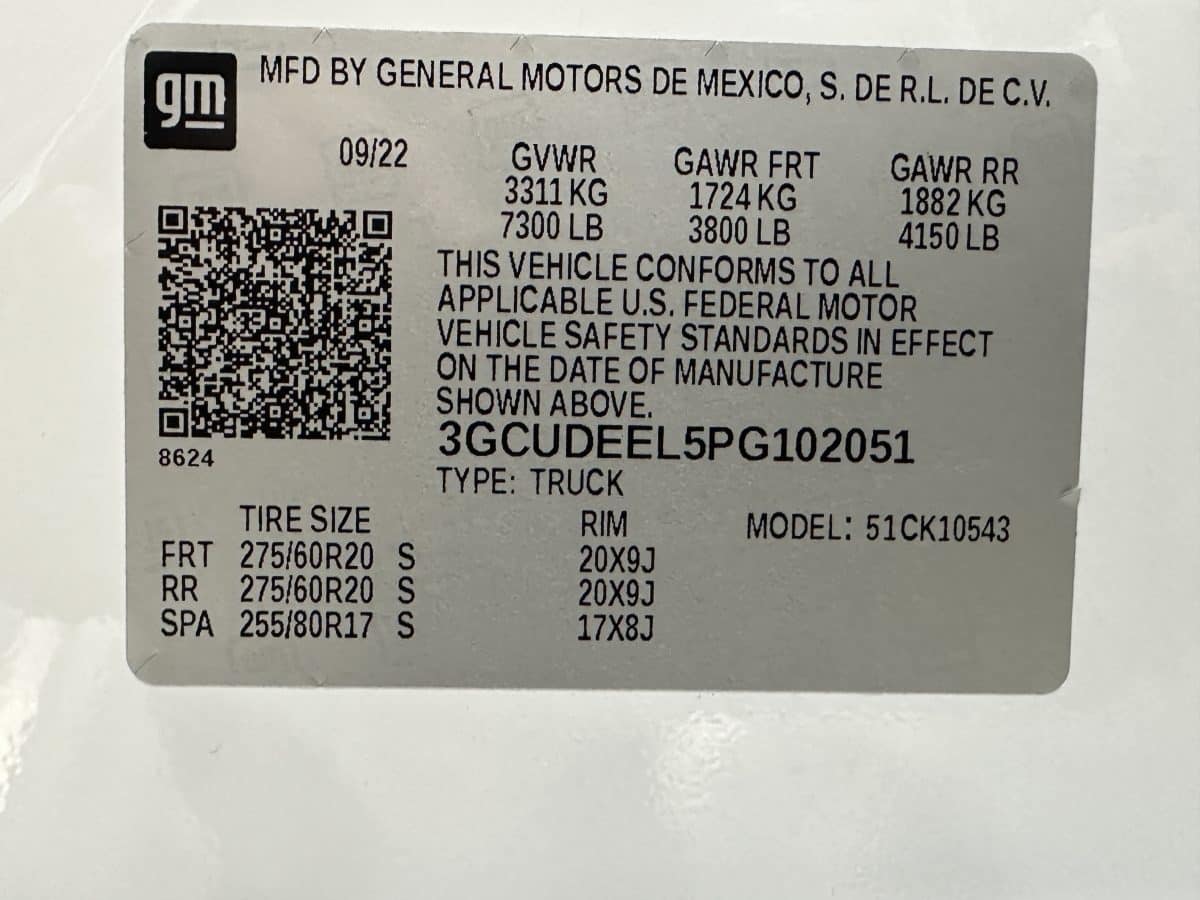 gm
MFD BY GENERAL MOTORS DE MEXICO, S. DE R.L. DE C.V.
09/22 GVWR GAWR FRT GAWR RR
3311 KG 1724 KG 1882 KG
7300 LB 3800 LB 4150 LB
THIS VEHICLE CONFORMS TO ALL
APPLICABLE U.S. FEDERAL MOTOR
VEHICLE SAFETY STANDARDS IN EFFECT
ON THE DATE OF MANUFACTURE
SHOWN ABOVE.
3GCUDEEL5PG102051
8624
TYPE: TRUCK
TIRE SIZE RIM MODEL: 51CK10543
FRT 275/60R20 S 20X9J
RR 275/60R20 S 20X9J
SPA 255/80R17 S 17X8J